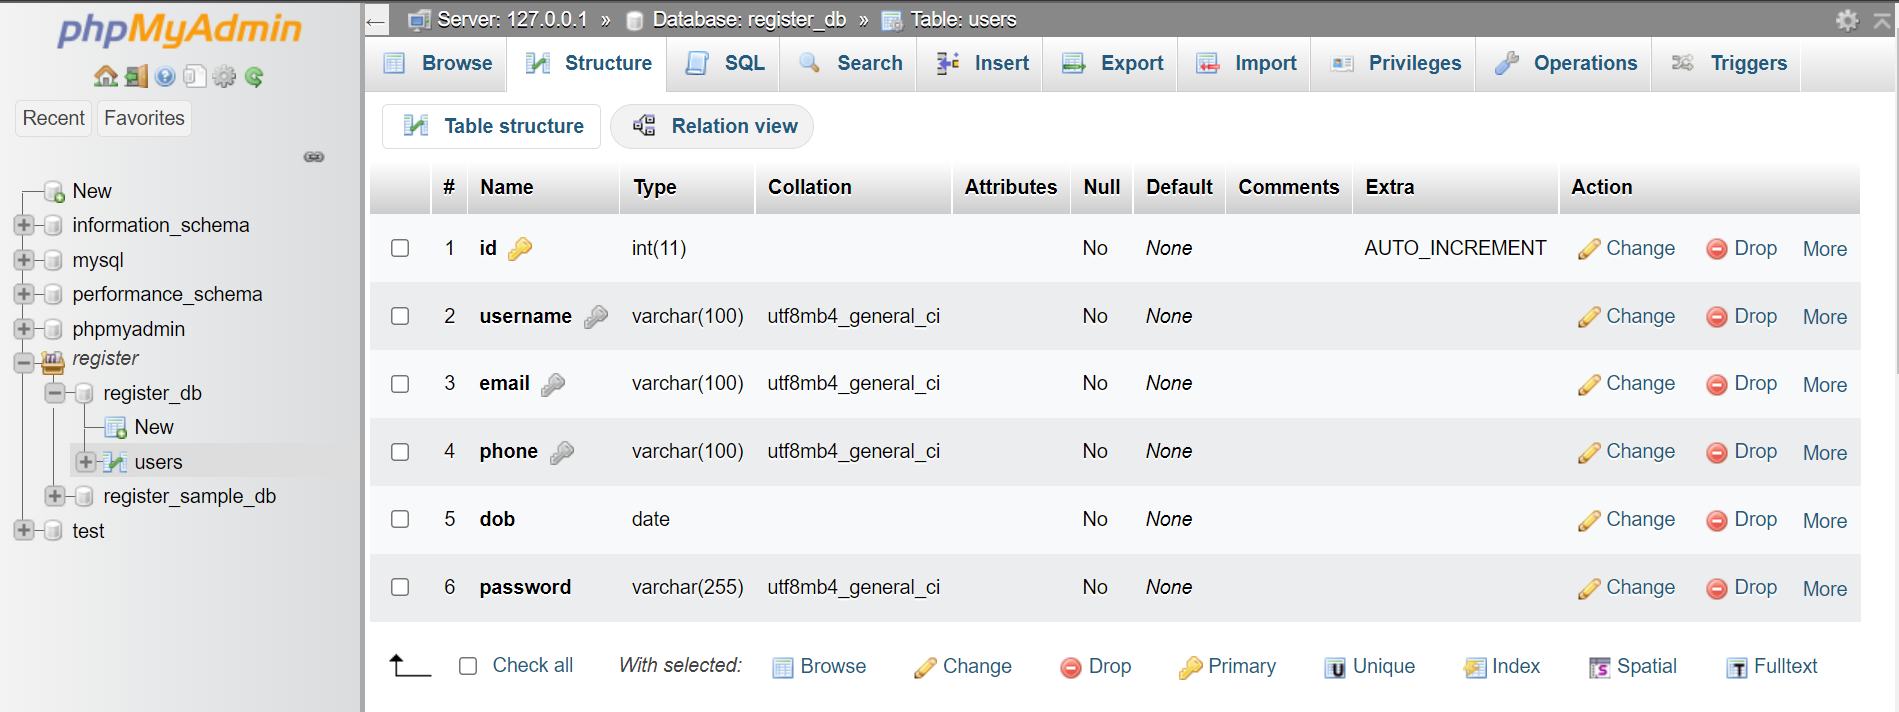 phpMyAdmin
Recent Favorites
New
information_schema
mysql
performance_schema
phpmyadmin
register
register_db
New
users
register_sample_db
test
Server: 127.0.0.1 » Database: register_db » Table: users
Browse Structure SQL Search Insert Export Import Privileges Operations Triggers
Table structure Relation view
# Name Type Collation Attributes Null Default Comments Extra Action
1 id int(11) No None AUTO_INCREMENT Change Drop More
2 username varchar(100) utf8mb4_general_ci No None Change Drop More
3 email varchar(100) utf8mb4_general_ci No None Change Drop More
4 phone varchar(100) utf8mb4_general_ci No None Change Drop More
5 dob date No None Change Drop More
6 password varchar(255) utf8mb4_general_ci No None Change Drop More
Check all With selected: Browse Change Drop Primary Unique Index Spatial Fulltext